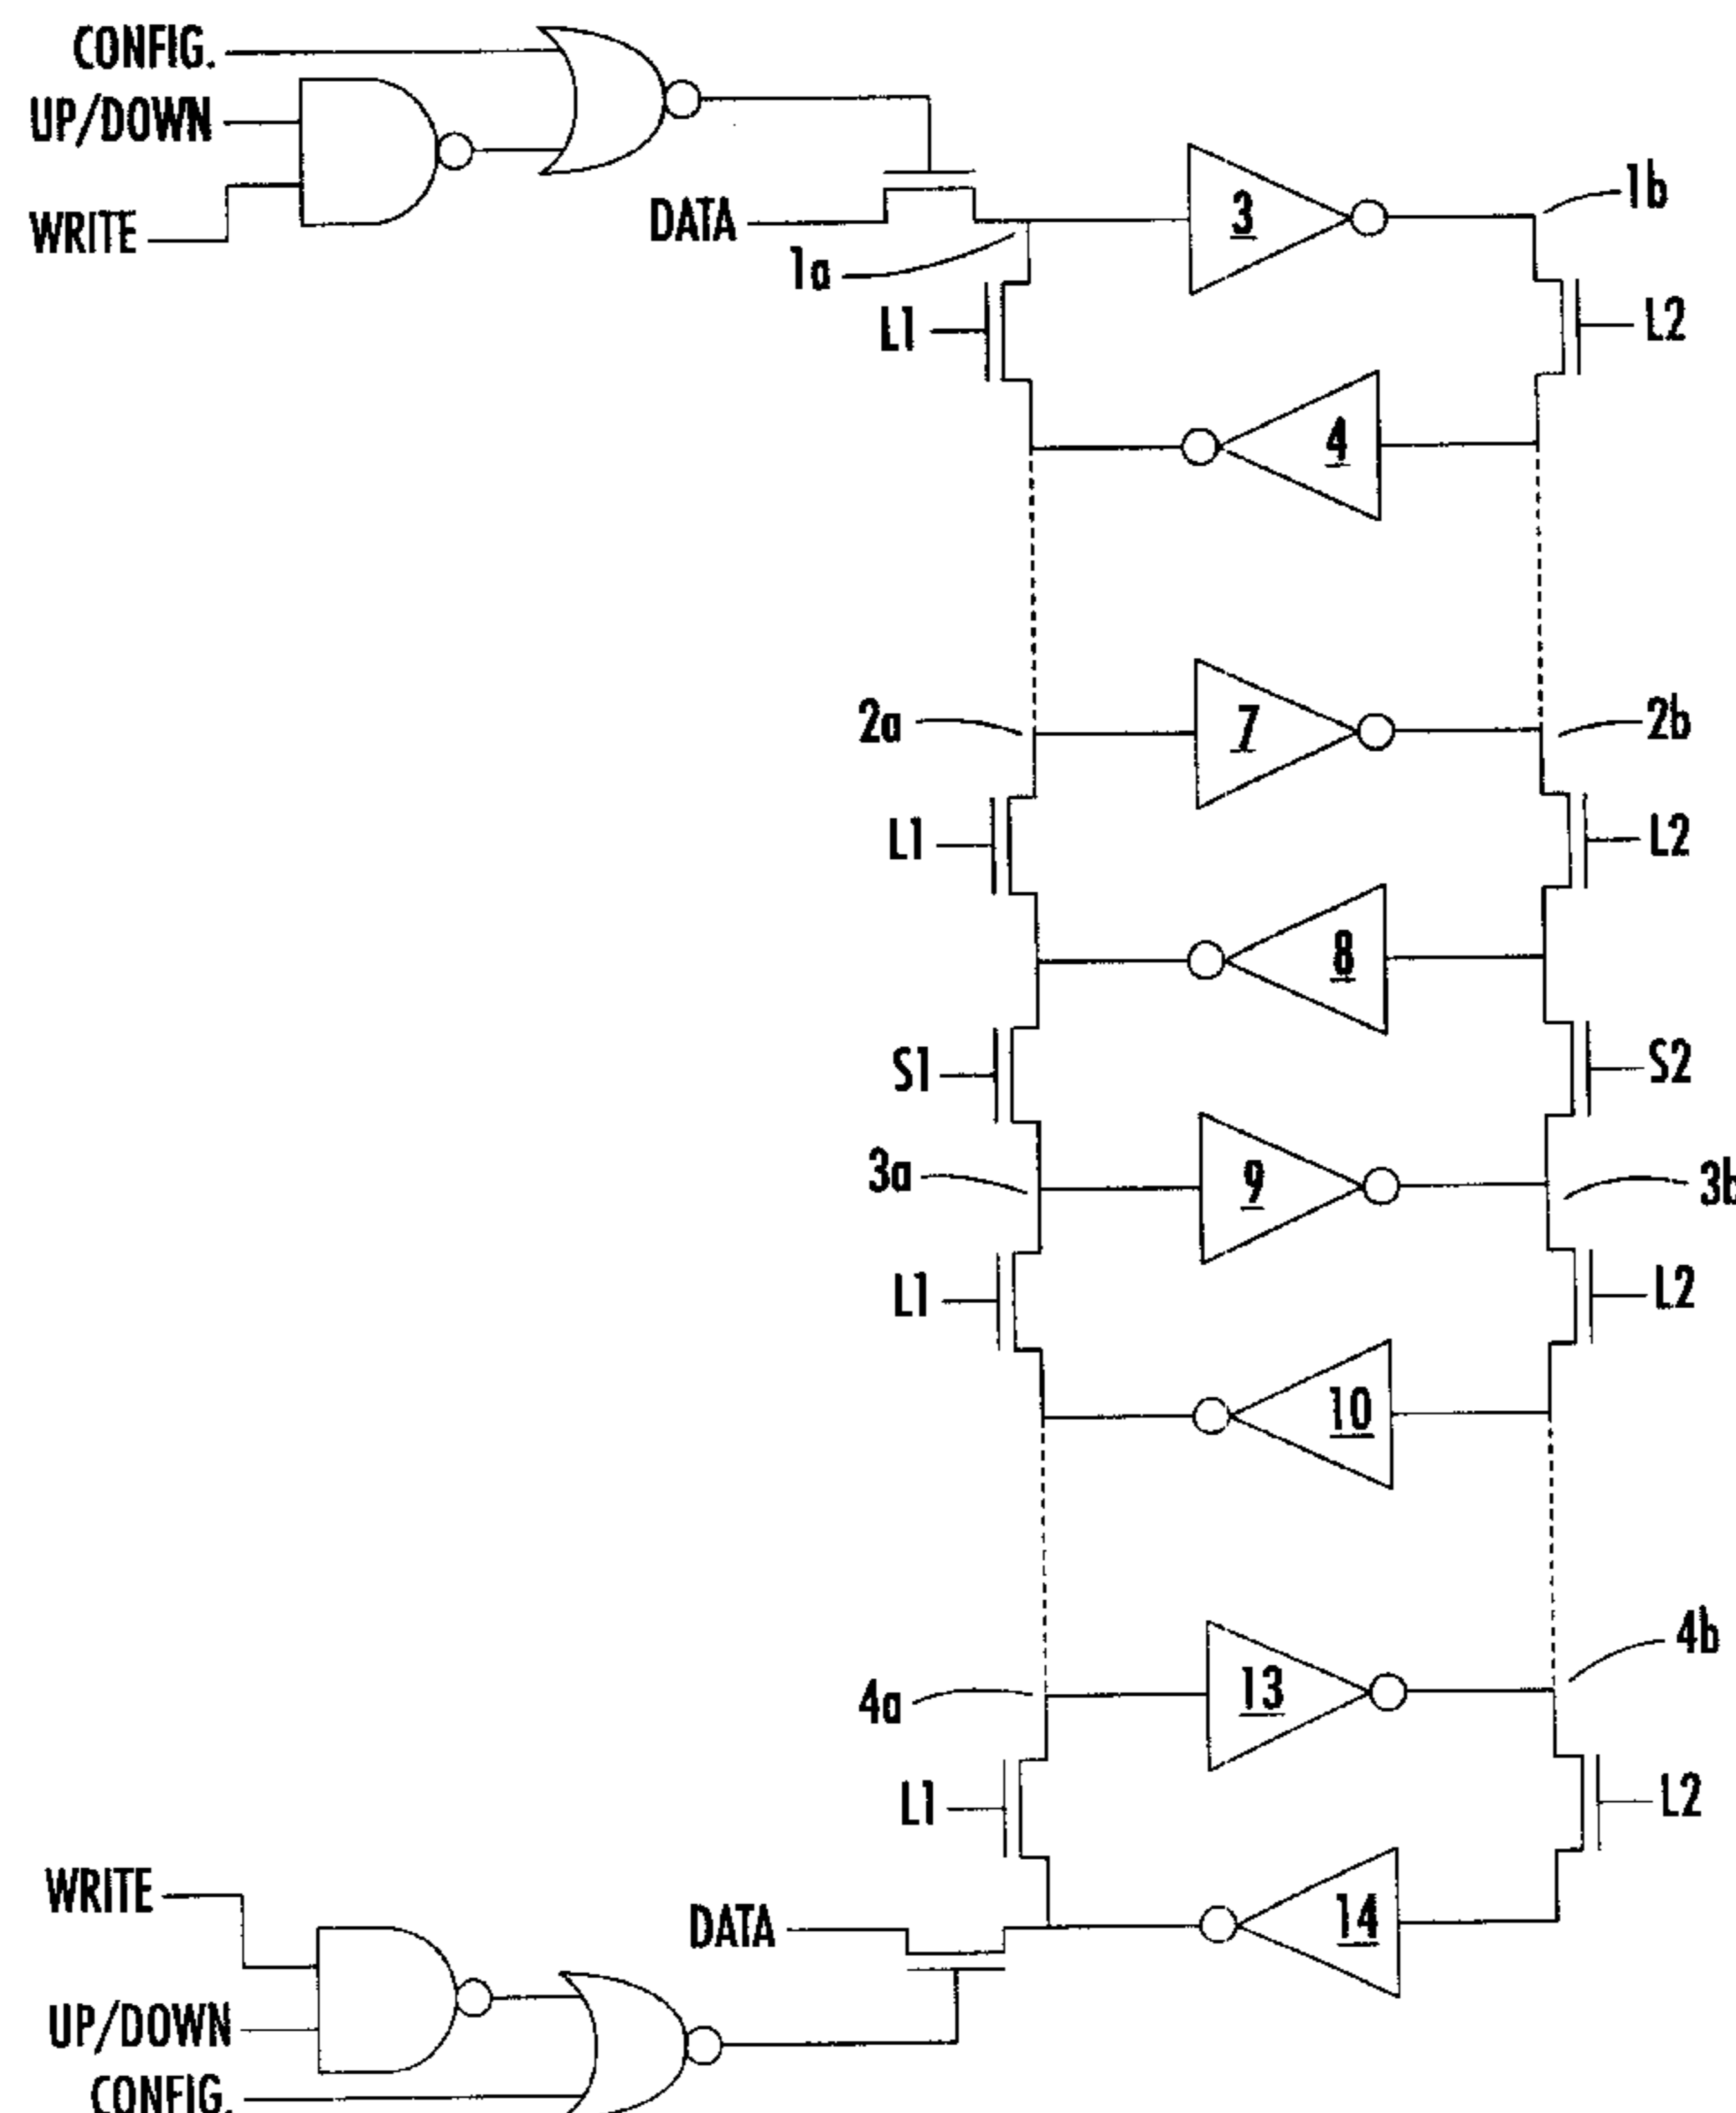 CONFIG.
UP/DOWN
WRITE
DATA
1a
3
1b
L1
L2
4
2a
7
2b
L1
L2
8
S1
S2
3a
9
3b
L1
L2
10
4a
13
4b
L1
L2
14
WRITE
DATA
UP/DOWN
CONFIG.